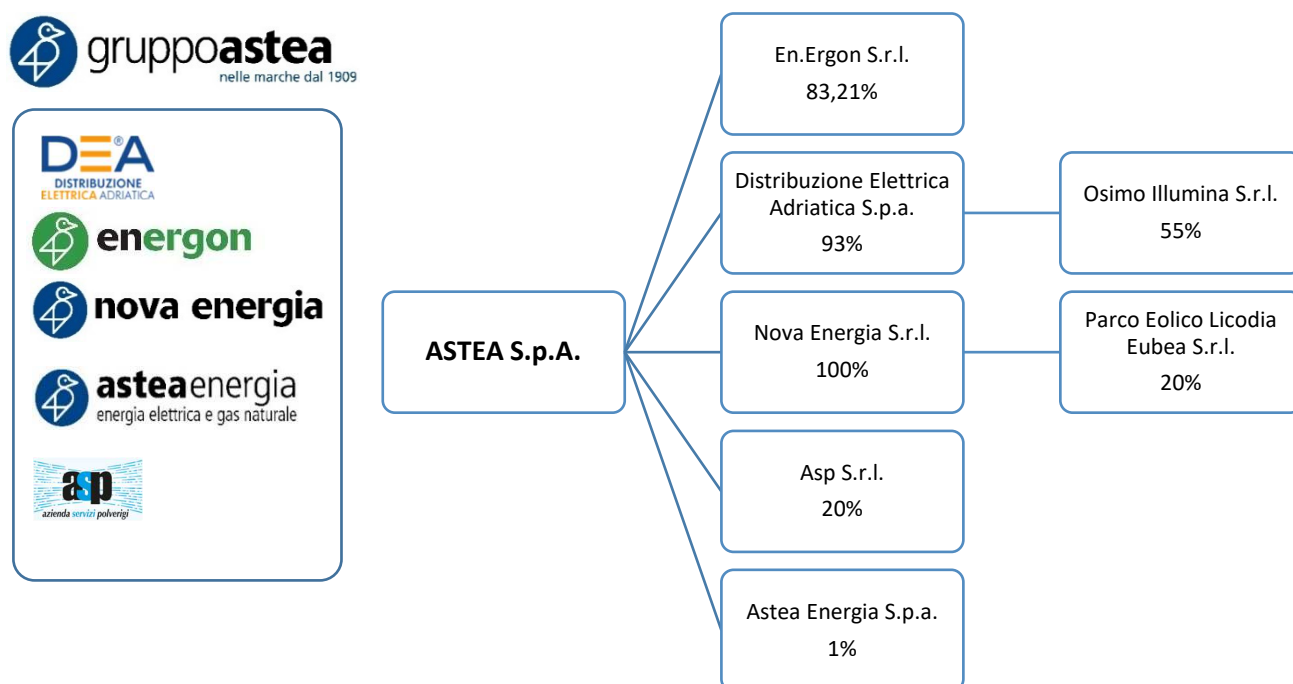 gruppoastea
nelle marche dal 1909
DEA®
DISTRIBUZIONE
ELETTRICA ADRIATICA
energon
nova energia
asteaenergia
energia elettrica e gas naturale
asp
azienda servizi polverigi
ASTEA S.p.A.
En.Ergon S.r.l.
83,21%
Distribuzione Elettrica
Adriatica S.p.a.
93%
Nova Energia S.r.l.
100%
Asp S.r.l.
20%
Astea Energia S.p.a.
1%
Osimo Illumina S.r.l.
55%
Parco Eolico Licodia
Eubea S.r.l.
20%